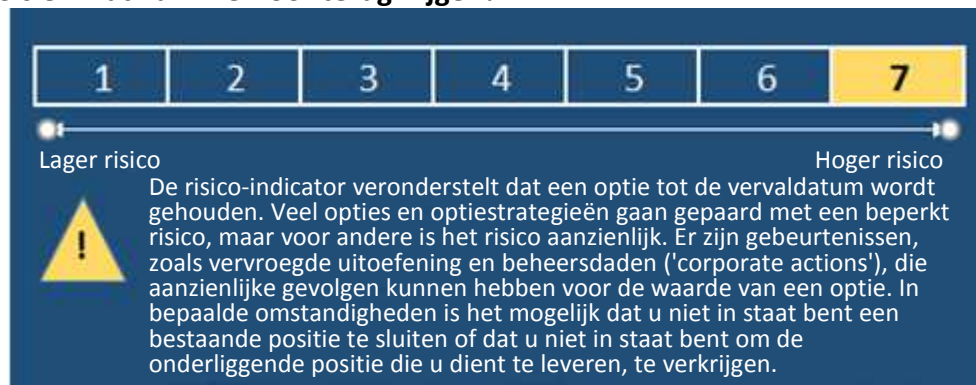 1 2 3 4 5 6 7
Lager risico Hoger risico
De risico-indicator veronderstelt dat een optie tot de vervaldatum wordt
gehouden. Veel opties en optiestrategieën gaan gepaard met een beperkt
risico, maar voor andere is het risico aanzienlijk. Er zijn gebeurtenissen,
zoals vervroegde uitoefening en beheersdaden ('corporate actions'), die
aanzienlijke gevolgen kunnen hebben voor de waarde van een optie. In
bepaalde omstandigheden is het mogelijk dat u niet in staat bent een
bestaande positie te sluiten of dat u niet in staat bent om de
onderliggende positie die u dient te leveren, te verkrijgen.